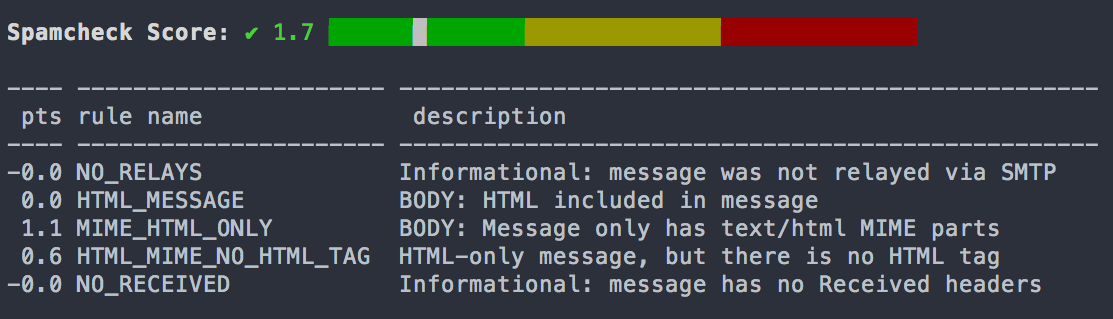 Spamcheck Score: ✔ 1.7
---- ---------------------- --------------------------------------------------
 pts rule name               description
---- ---------------------- --------------------------------------------------
-0.0 NO_RELAYS              Informational: message was not relayed via SMTP
 0.0 HTML_MESSAGE           BODY: HTML included in message
 1.1 MIME_HTML_ONLY         BODY: Message only has text/html MIME parts
 0.6 HTML_MIME_NO_HTML_TAG  HTML-only message, but there is no HTML tag
-0.0 NO_RECEIVED            Informational: message has no Received headers